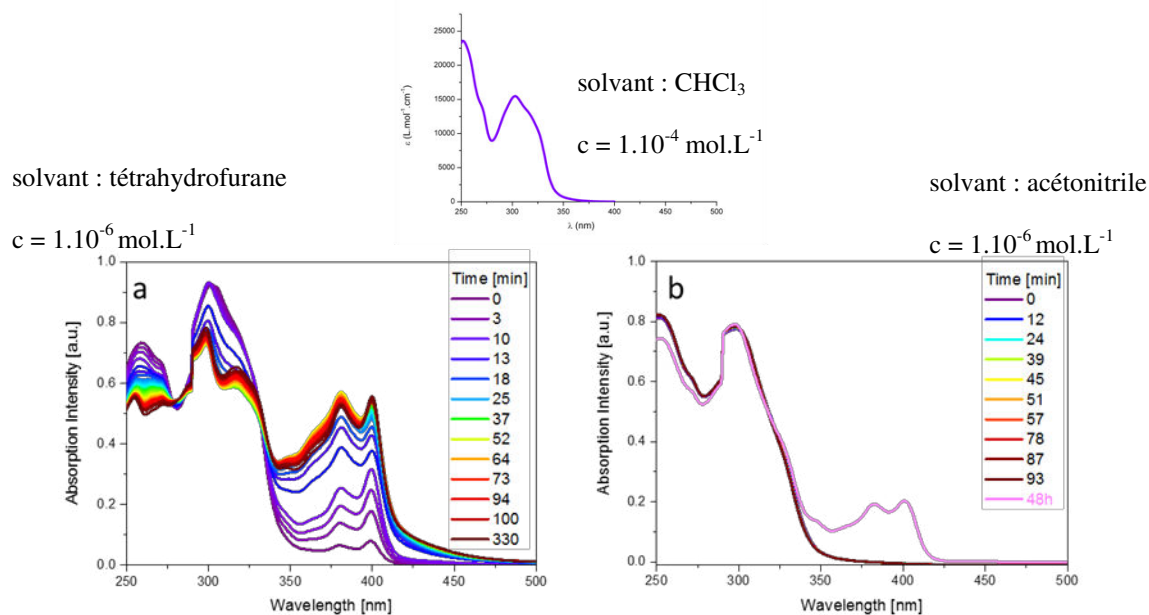 ε (L.mol⁻¹.cm⁻¹)
25000
20000
15000
10000
5000
0
250 300 350 400 450 500
λ (nm)
solvant : CHCl₃
c = 1.10⁻⁴ mol.L⁻¹
solvant : tétrahydrofurane
c = 1.10⁻⁶ mol.L⁻¹
solvant : acétonitrile
c = 1.10⁻⁶ mol.L⁻¹
a
Absorption Intensity [a.u.]
1.0
0.8
0.6
0.4
0.2
0.0
250 300 350 400 450 500
Wavelength [nm]
Time [min]
0
3
10
13
18
25
37
52
64
73
94
100
330
b
Absorption Intensity [a.u.]
1.0
0.8
0.6
0.4
0.2
0.0
250 300 350 400 450 500
Wavelength [nm]
Time [min]
0
12
24
39
45
51
57
78
87
93
48h